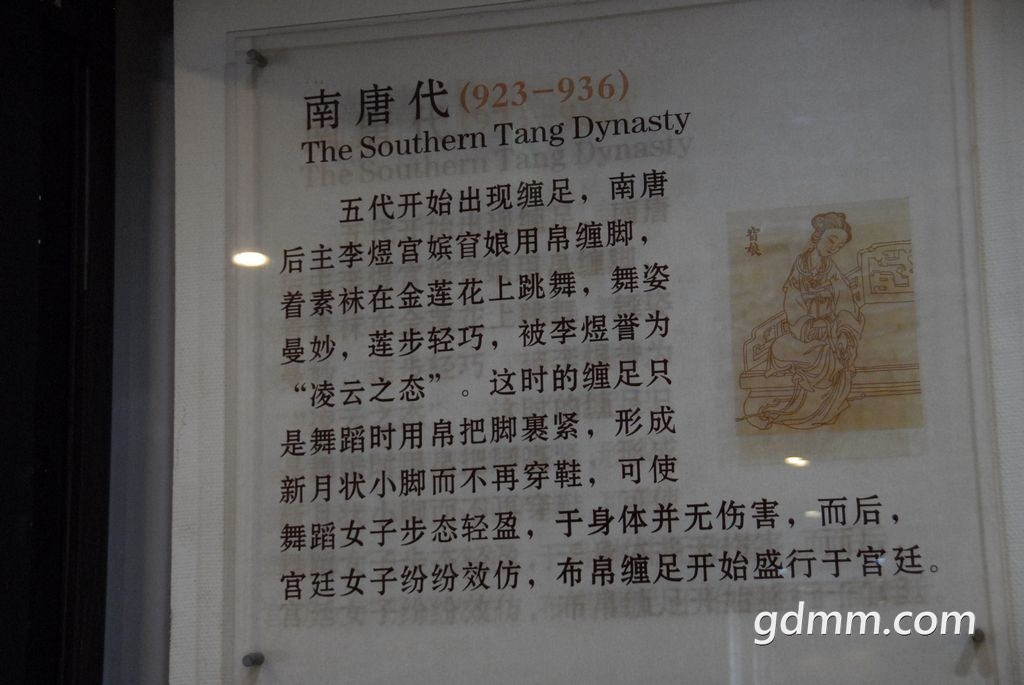 南唐代(923-936)
The Southern Tang Dynasty
五代开始出现缠足，南唐
后主李煜宫嫔窅娘用帛缠脚，
着素袜在金莲花上跳舞，舞姿
曼妙，莲步轻巧，被李煜誉为
“凌云之态”。这时的缠足只
是舞蹈时用帛把脚裹紧，形成
新月状小脚而不再穿鞋，可使
舞蹈女子步态轻盈，于身体并无伤害，而后，
宫廷女子纷纷效仿，布帛缠足开始盛行于宫廷。
窅娘
gdmm.com